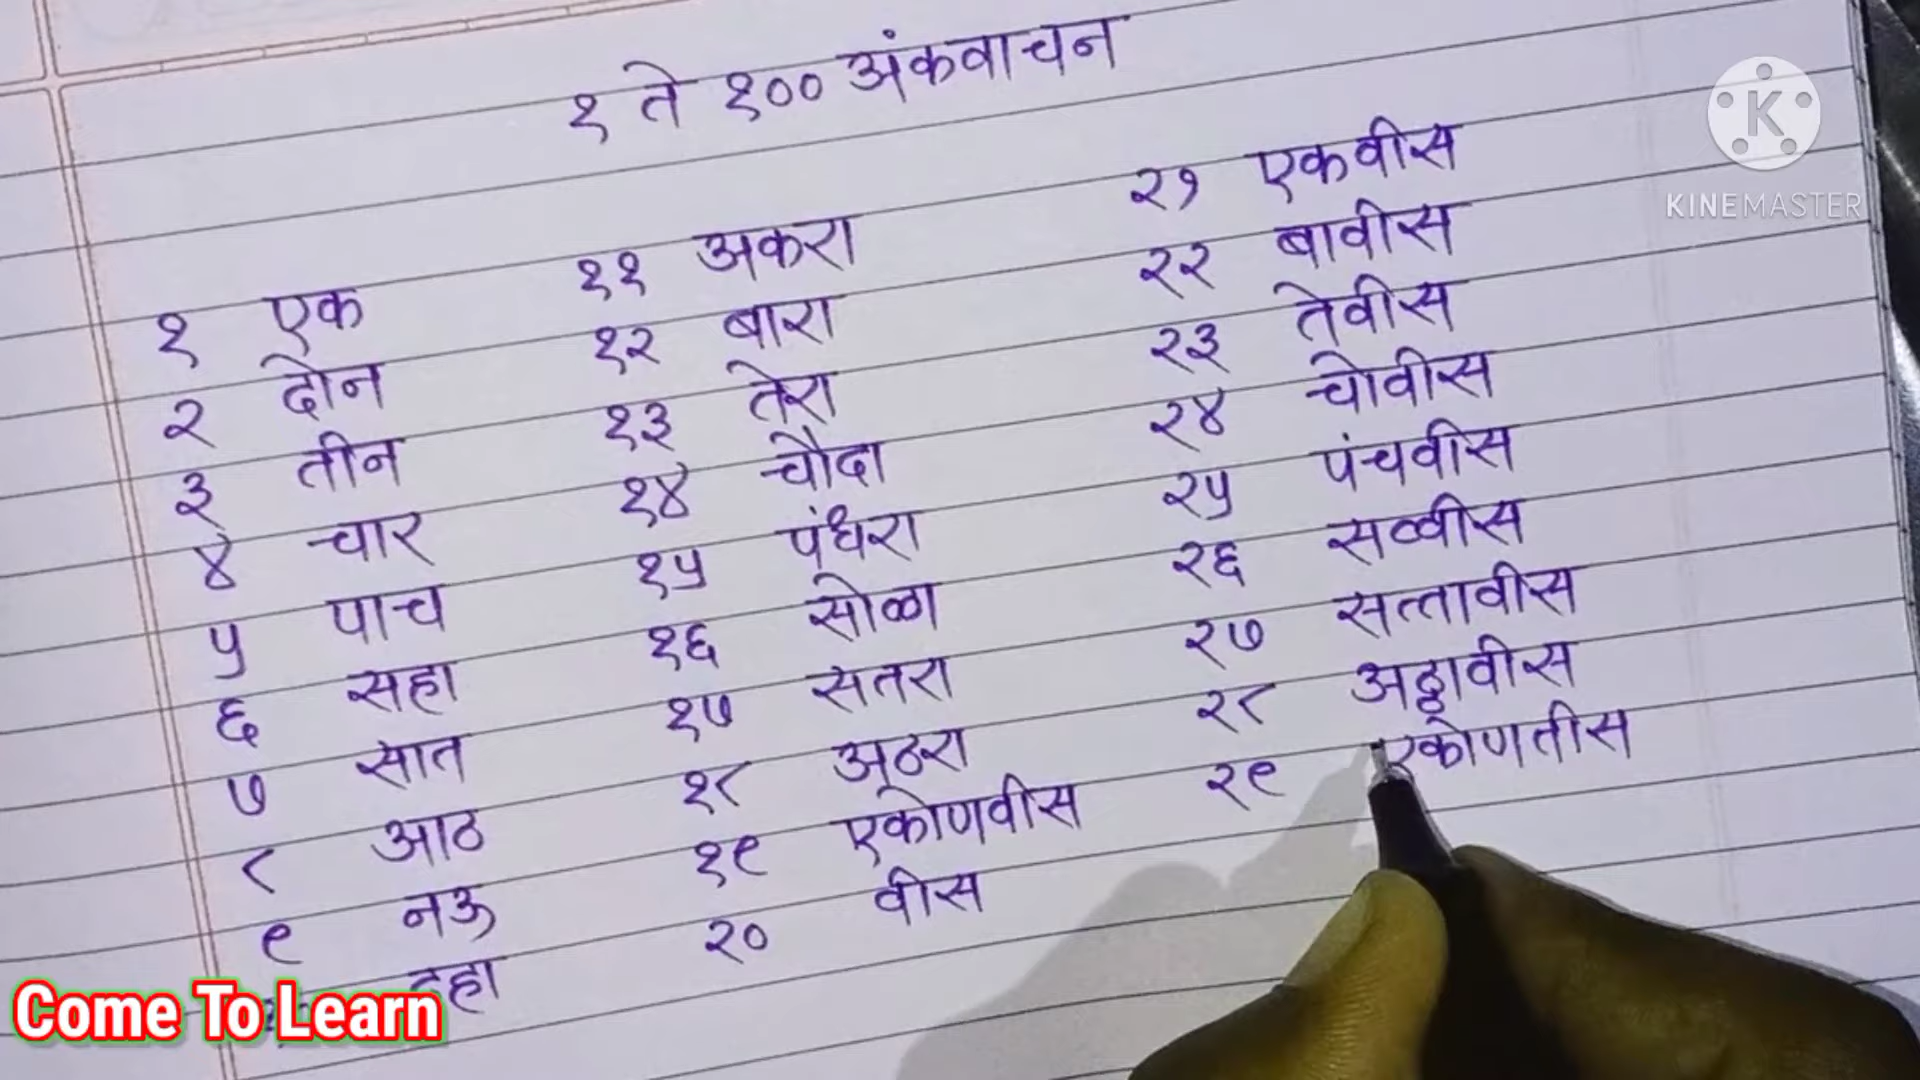 १ ते १०० अंकवाचन
१ एक
२ दोन
३ तीन
४ चार
५ पाच
६ सहा
७ सात
८ आठ
९ नऊ
दहा
११ अकरा
१२ बारा
१३ तेरा
१४ चौदा
१५ पंधरा
१६ सोळा
१७ सतरा
१८ अठरा
१९ एकोणवीस
२० वीस
२१ एकवीस
२२ बावीस
२३ तेवीस
२४ चोवीस
२५ पंचवीस
२६ सव्वीस
२७ सत्तावीस
२८ अठ्ठावीस
२९ एकोणतीस
K
KINEMASTER
Come To Learn